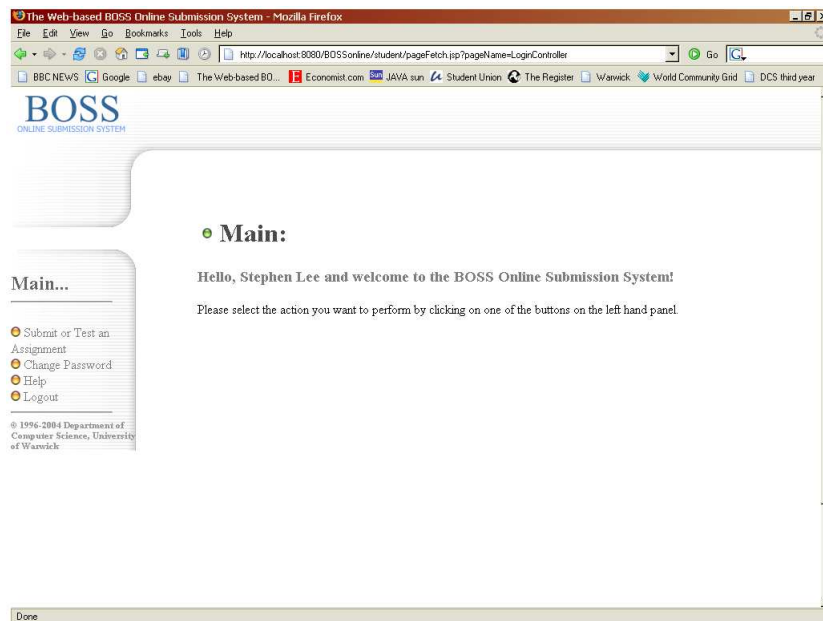 The Web-based BOSS Online Submission System - Mozilla Firefox
File Edit View Go Bookmarks Tools Help
http://localhost:8080/BOSSonline/student/pageFetch.jsp?pageName=LoginController Go
BBC NEWS Google ebay The Web-based BO... Economist.com JAVA sun Student Union The Register Warwick World Community Grid DCS third year
BOSS
ONLINE SUBMISSION SYSTEM
Main:
Hello, Stephen Lee and welcome to the BOSS Online Submission System!
Please select the action you want to perform by clicking on one of the buttons on the left hand panel.
Main...
Submit or Test an
Assignment
Change Password
Help
Logout
© 1996-2004 Department of
Computer Science, University
of Warwick
Done